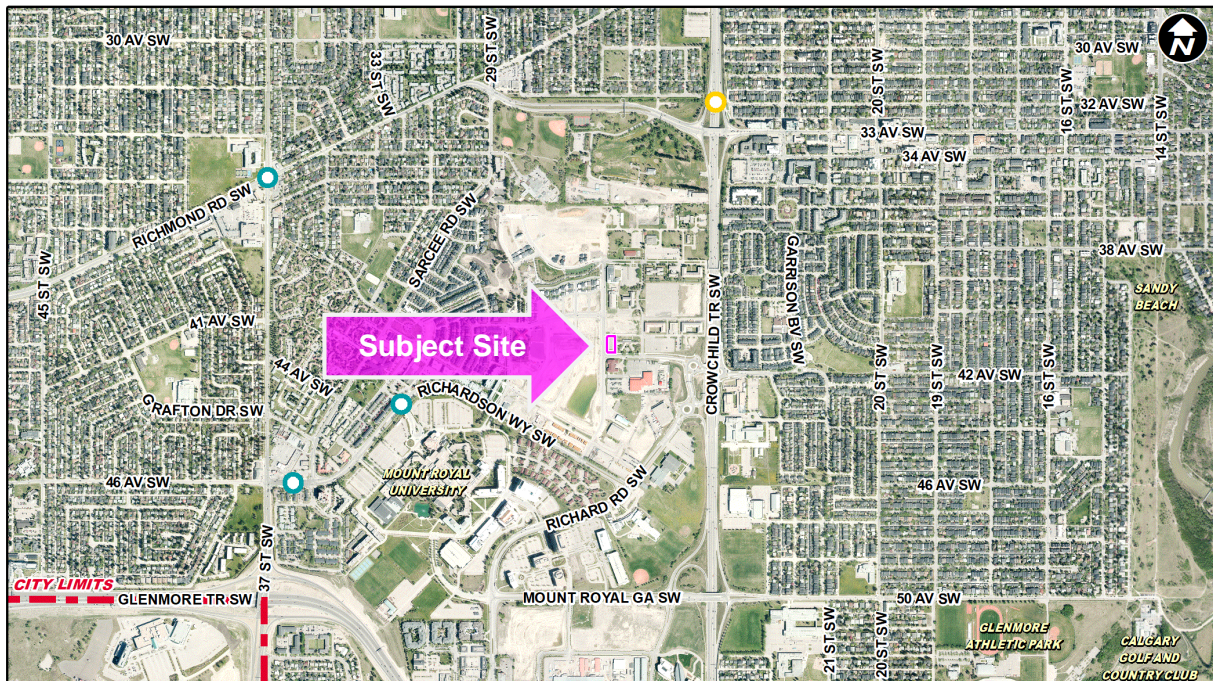 30 AV SW
33 ST SW
29 ST SW
20 ST SW
30 AV SW
16 ST SW
32 AV SW
14 ST SW
33 AV SW
34 AV SW
RICHMOND RD SW
SARCEE RD SW
45 ST SW
41 AV SW
CROWCHILD TR SW
GARRISON BV SW
38 AV SW
SANDY
BEACH
Subject Site
44 AV SW
GRAFTON DR SW
RICHARDSON WY SW
20 ST SW
19 ST SW
42 AV SW
16 ST SW
46 AV SW
MOUNT ROYAL
UNIVERSITY
RICHARD RD SW
46 AV SW
37 ST SW
CITY LIMITS
GLENMORE TR SW
MOUNT ROYAL GA SW
50 AV SW
21 ST SW
20 ST SW
GLENMORE
ATHLETIC PARK
CALGARY
GOLF AND
COUNTRY CLUB
N